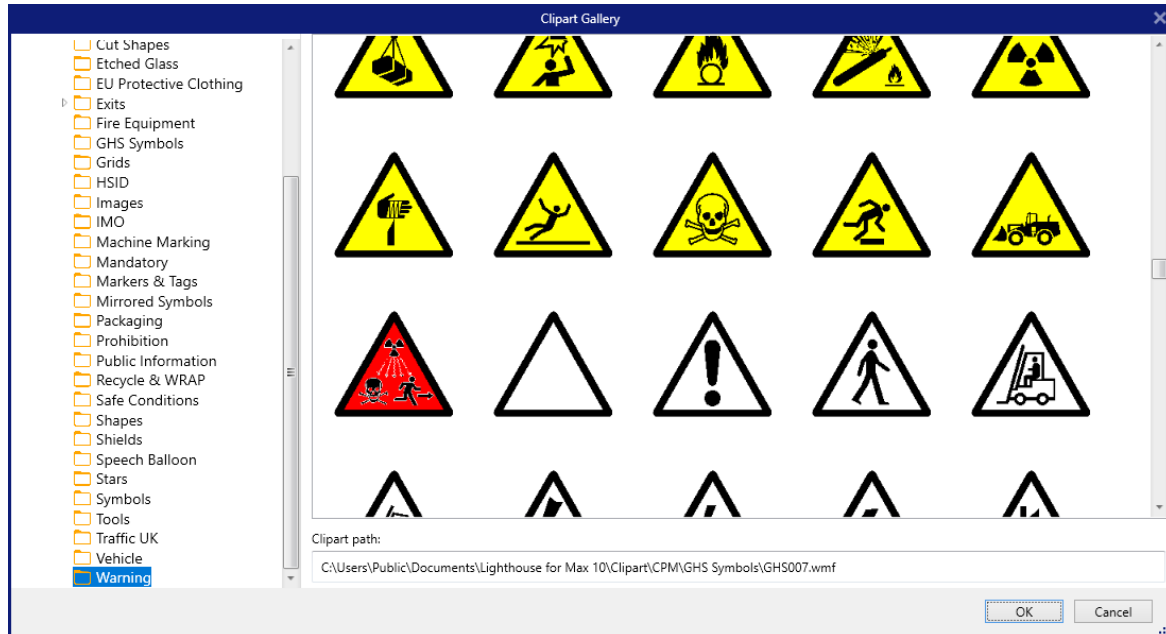 Clipart Gallery
Cut Shapes
Etched Glass
EU Protective Clothing
Exits
Fire Equipment
GHS Symbols
Grids
HSID
Images
IMO
Machine Marking
Mandatory
Markers & Tags
Mirrored Symbols
Packaging
Prohibition
Public Information
Recycle & WRAP
Safe Conditions
Shapes
Shields
Speech Balloon
Stars
Symbols
Tools
Traffic UK
Vehicle
Warning
Clipart path:
C:\Users\Public\Documents\Lighthouse for Max 10\Clipart\CPM\GHS Symbols\GHS007.wmf
OK
Cancel